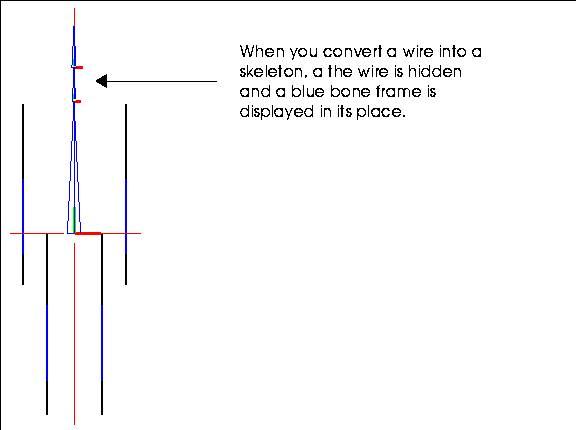 When you convert a wire into a
skeleton, a the wire is hidden
and a blue bone frame is
displayed in its place.